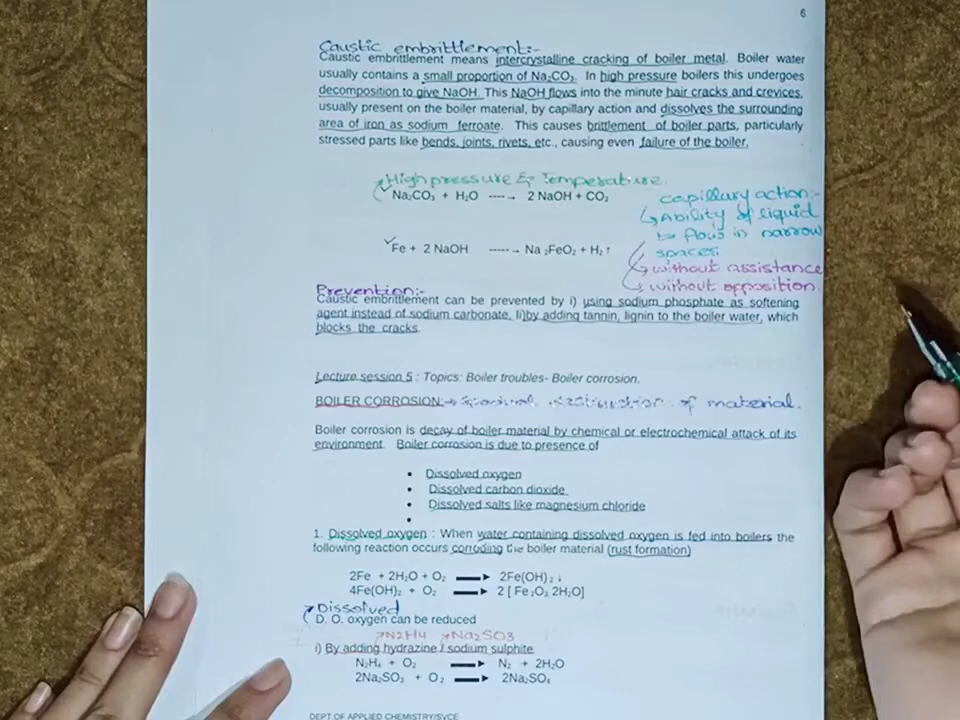 6
Caustic embrittlement:-
Caustic embrittlement means intercrystalline cracking of boiler metal. Boiler water
usually contains a small proportion of Na₂CO₃. In high pressure boilers this undergoes
decomposition to give NaOH. This NaOH flows into the minute hair cracks and crevices,
usually present on the boiler material, by capillary action and dissolves the surrounding
area of iron as sodium ferroate. This causes brittlement of boiler parts, particularly
stressed parts like bends, joints, rivets, etc., causing even failure of the boiler.
High pressure & Temperature
Na₂CO₃ + H₂O ----→ 2 NaOH + CO₂
capillary action:-
Ability of liquid
to flow in narrow
spaces.
without assistance
without opposition.
Fe + 2 NaOH -----→ Na ₂FeO₂ + H₂ ↑
Prevention:-
Caustic embrittlement can be prevented by i) using sodium phosphate as softening
agent instead of sodium carbonate, Ii)by adding tannin, lignin to the boiler water, which
blocks the cracks.
Lecture session 5 : Topics: Boiler troubles- Boiler corrosion.
BOILER CORROSION → of material.
Boiler corrosion is decay of boiler material by chemical or electrochemical attack of its
environment. Boiler corrosion is due to presence of
• Dissolved oxygen
• Dissolved carbon dioxide
• Dissolved salts like magnesium chloride
•
1. Dissolved oxygen : When water containing dissolved oxygen is fed into boilers the
following reaction occurs corroding the boiler material (rust formation)
2Fe + 2H₂O + O₂ → 2Fe(OH)₂ ↓
4Fe(OH)₂ + O₂ → 2 [ Fe₂O₃ 2H₂O]
Dissolved
D. O. oxygen can be reduced
N2H4 Na2SO3
i) By adding hydrazine / sodium sulphite
N₂H₄ + O₂ → N₂ + 2H₂O
2Na₂SO₃ + O₂ → 2Na₂SO₄
DEPT OF APPLIED CHEMISTRY/SVCE